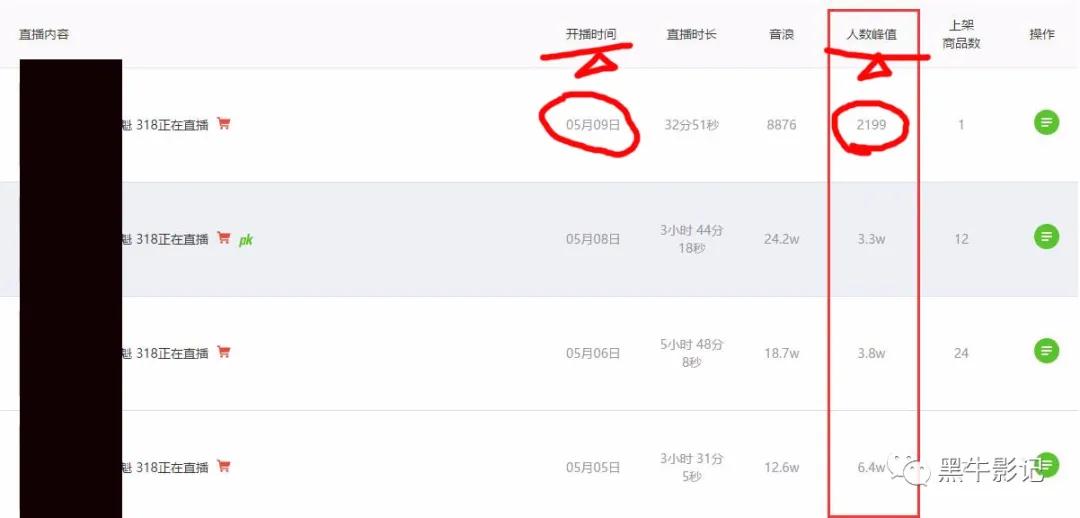 直播内容 开播时间 直播时长 音浪 人数峰值 上架
商品数 操作
魁 318正在直播 05月09日 32分51秒 8876 2199 1
魁 318正在直播 pk 05月08日 3小时 44分
18秒 24.2w 3.3w 12
魁 318正在直播 05月06日 5小时 48分
8秒 18.7w 3.8w 24
魁 318正在直播 05月05日 3小时 31分
5秒 12.6w 6.4w
黑牛影记